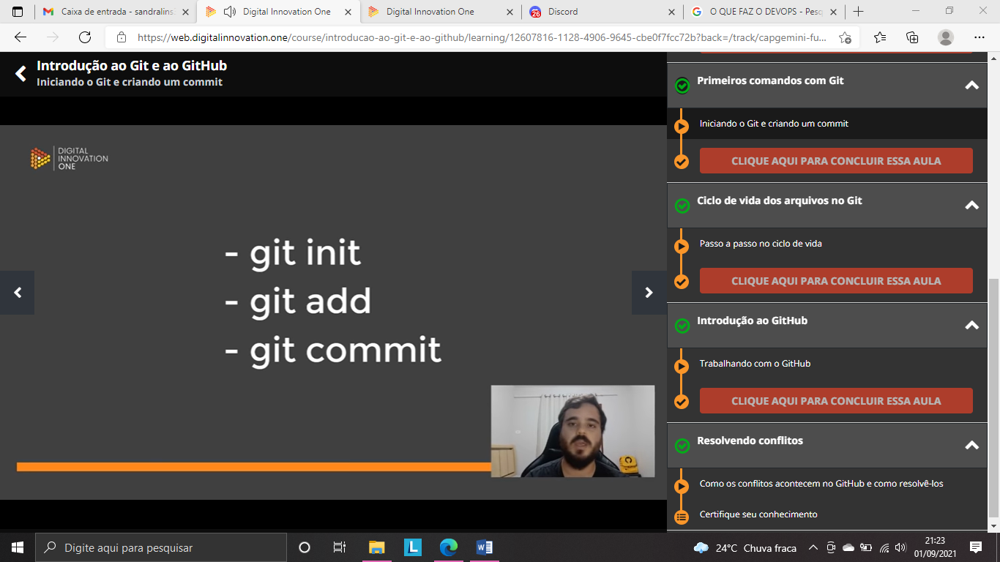 Caixa de entrada - sandralins
Digital Innovation One
Digital Innovation One
26
Discord
O QUE FAZ O DEVOPS - Pesq
https://web.digitalinnovation.one/course/introducao-ao-git-e-ao-github/learning/12607816-1128-4906-9645-cbe0f7fcc72b?back=/track/capgemini-fu...
Introdução ao Git e ao GitHub
Iniciando o Git e criando um commit
DIGITAL
INNOVATION
ONE
- git init
- git add
- git commit
Primeiros comandos com Git
Iniciando o Git e criando um commit
CLIQUE AQUI PARA CONCLUIR ESSA AULA
Ciclo de vida dos arquivos no Git
Passo a passo no ciclo de vida
CLIQUE AQUI PARA CONCLUIR ESSA AULA
Introdução ao GitHub
Trabalhando com o GitHub
CLIQUE AQUI PARA CONCLUIR ESSA AULA
Resolvendo conflitos
Como os conflitos acontecem no GitHub e como resolvê-los
Certifique seu conhecimento
Digite aqui para pesquisar
L
24°C Chuva fraca
21:23
01/09/2021